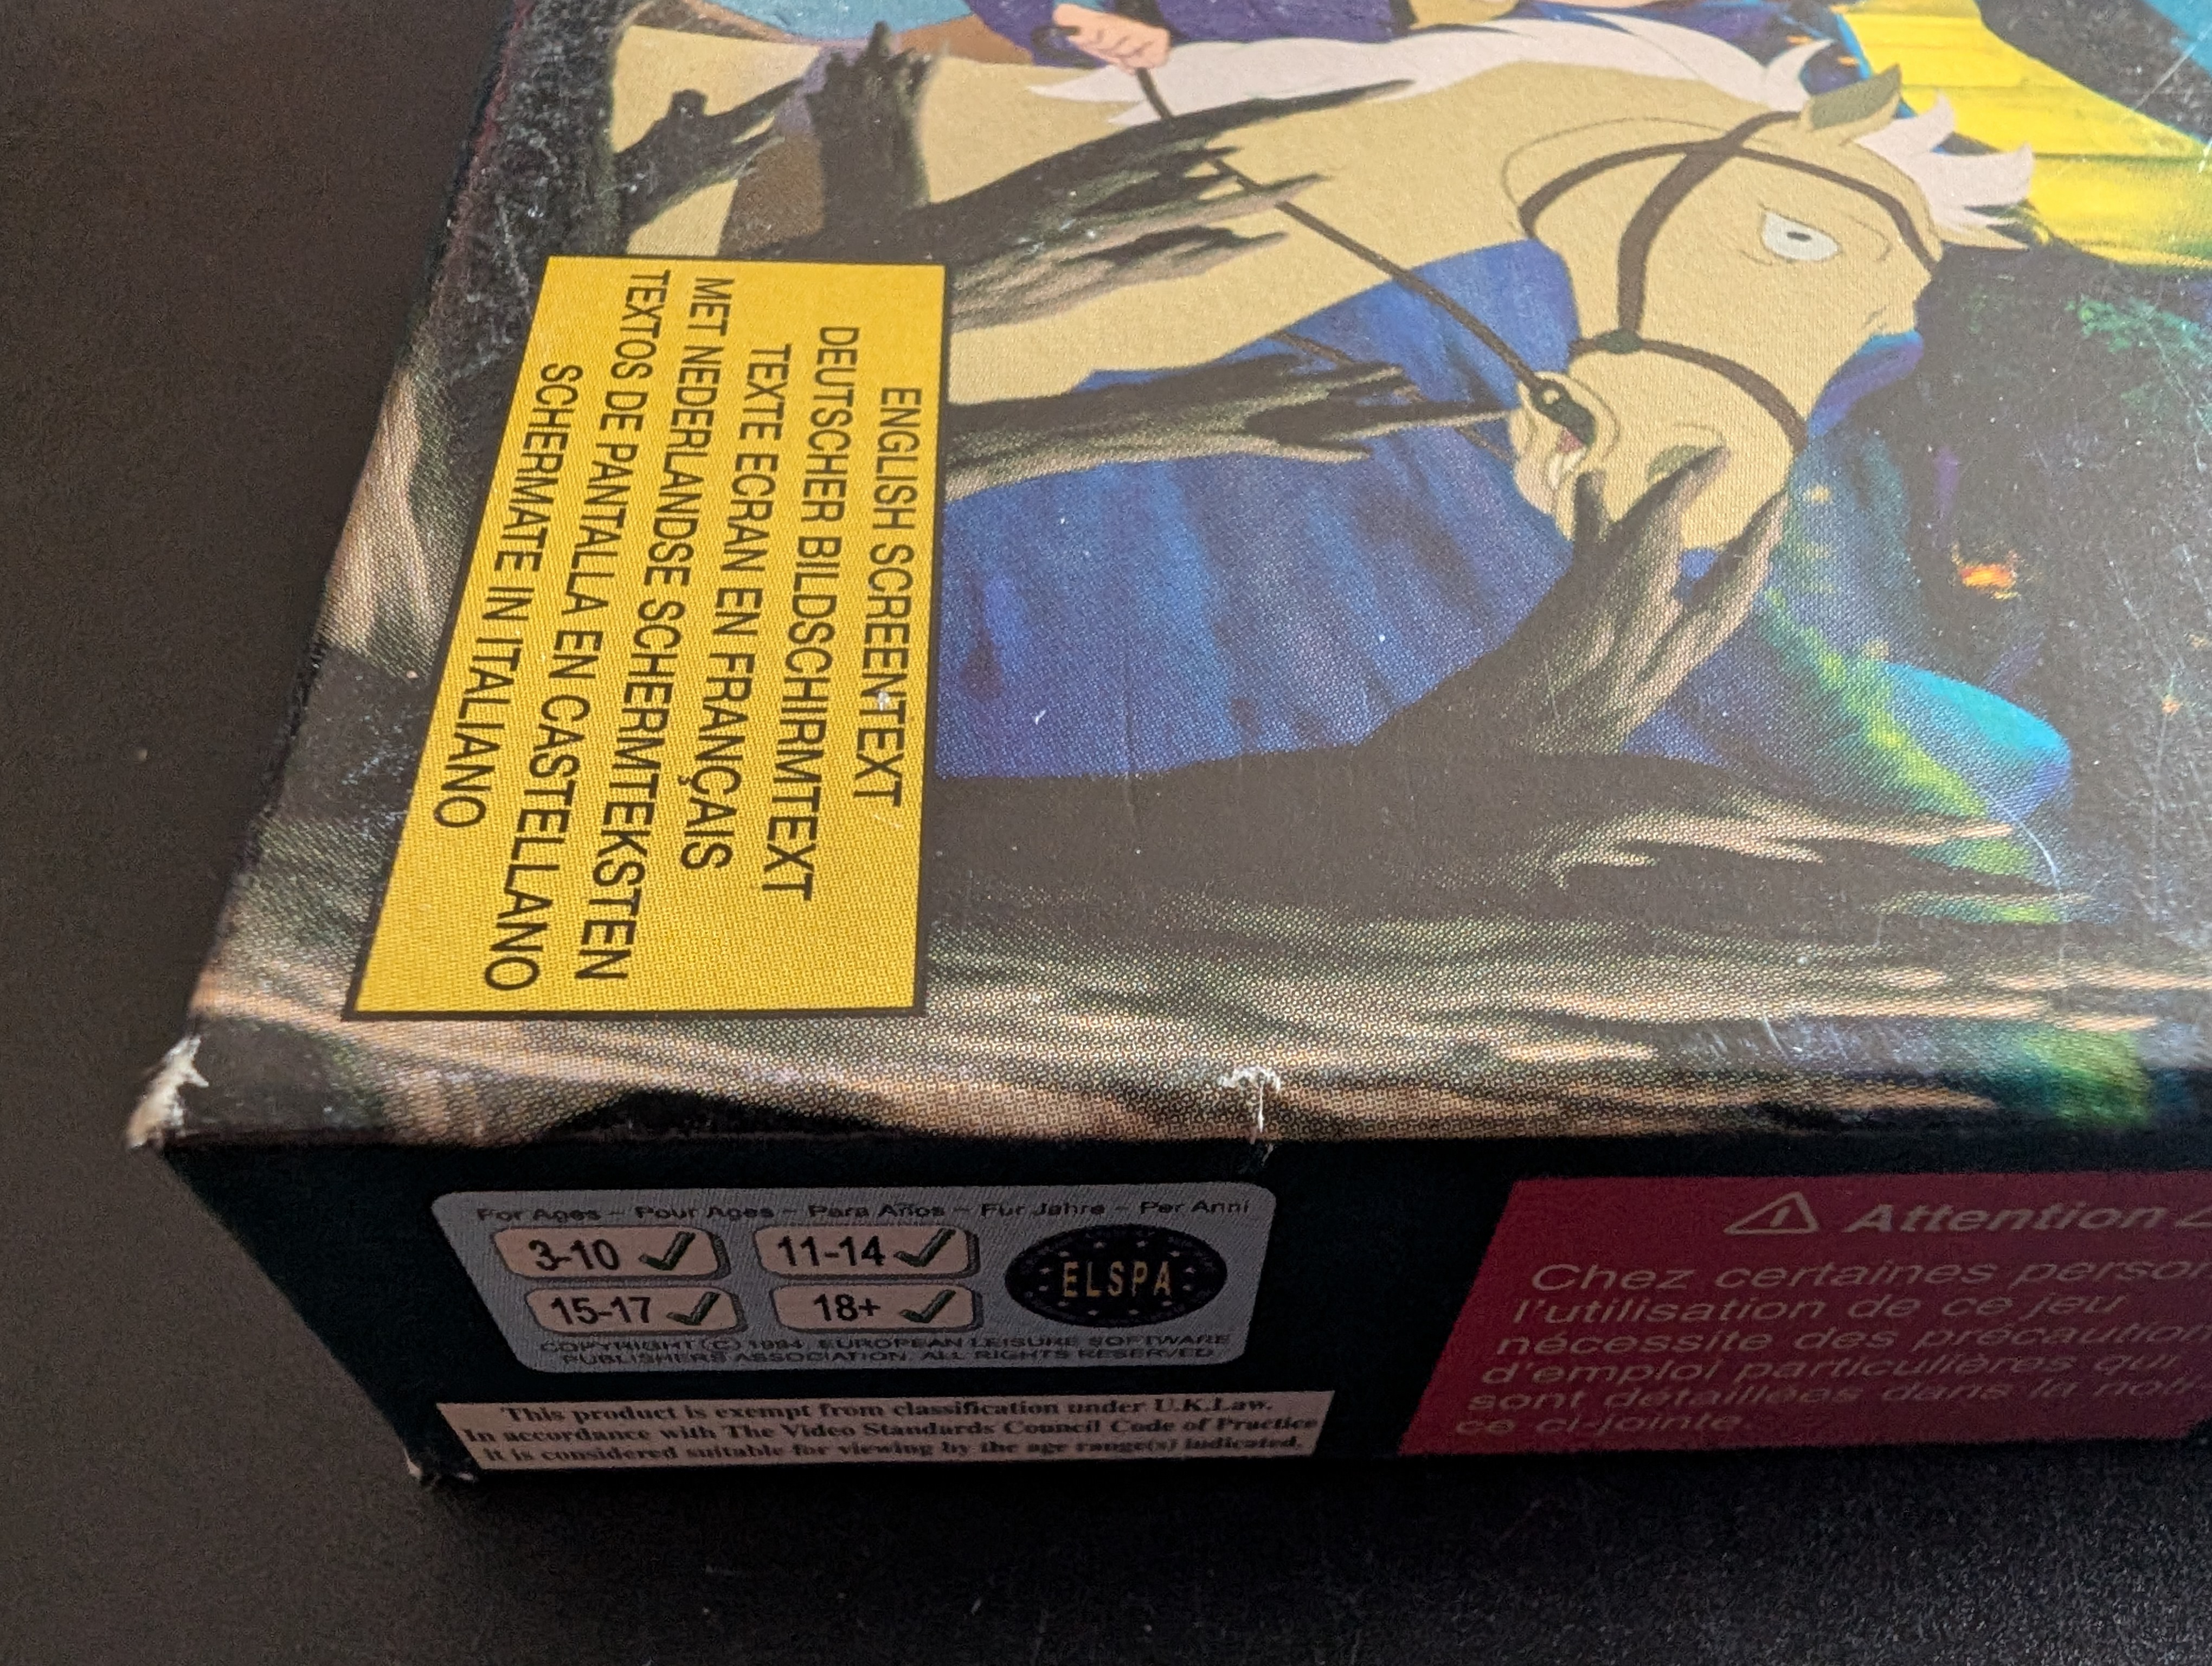 ENGLISH SCREENTEXT
DEUTSCHER BILDSCHIRMTEXT
TEXTE ECRAN EN FRANÇAIS
MET NEDERLANDSE SCHERMTEKSTEN
TEXTOS DE PANTALLA EN CASTELLANO
SCHERMATE IN ITALIANO
For Ages - Pour Ages - Para Años - Für Jahre - Per Anni
3-10 11-14
15-17 18+
ELSPA
COPYRIGHT (C) 1994 EUROPEAN LEISURE SOFTWARE
PUBLISHERS ASSOCIATION. ALL RIGHTS RESERVED
This product is exempt from classification under U.K.Law.
In accordance with The Video Standards Council Code of Practice
It is considered suitable for viewing by the age range(s) indicated.
Attention
Chez certaines perso
l'utilisation de ce jeu
nécessite des précaution
d'emploi particulières qui
sont détaillées dans la noti
ce ci-jointe.